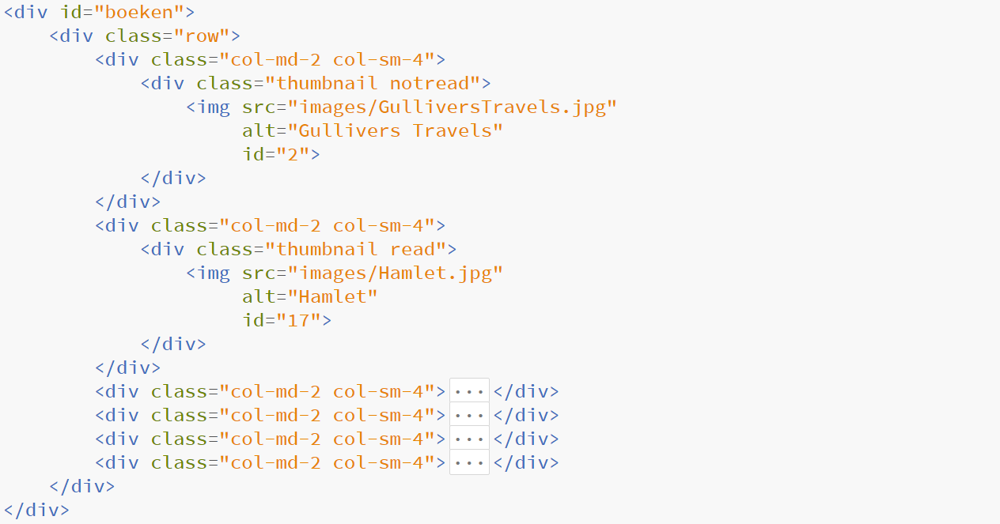 <div id="boeken">
    <div class="row">
        <div class="col-md-2 col-sm-4">
            <div class="thumbnail notread">
                <img src="images/GulliversTravels.jpg"
                     alt="Gullivers Travels"
                     id="2">
            </div>
        </div>
        <div class="col-md-2 col-sm-4">
            <div class="thumbnail read">
                <img src="images/Hamlet.jpg"
                     alt="Hamlet"
                     id="17">
            </div>
        </div>
        <div class="col-md-2 col-sm-4">...</div>
        <div class="col-md-2 col-sm-4">...</div>
        <div class="col-md-2 col-sm-4">...</div>
        <div class="col-md-2 col-sm-4">...</div>
    </div>
</div>